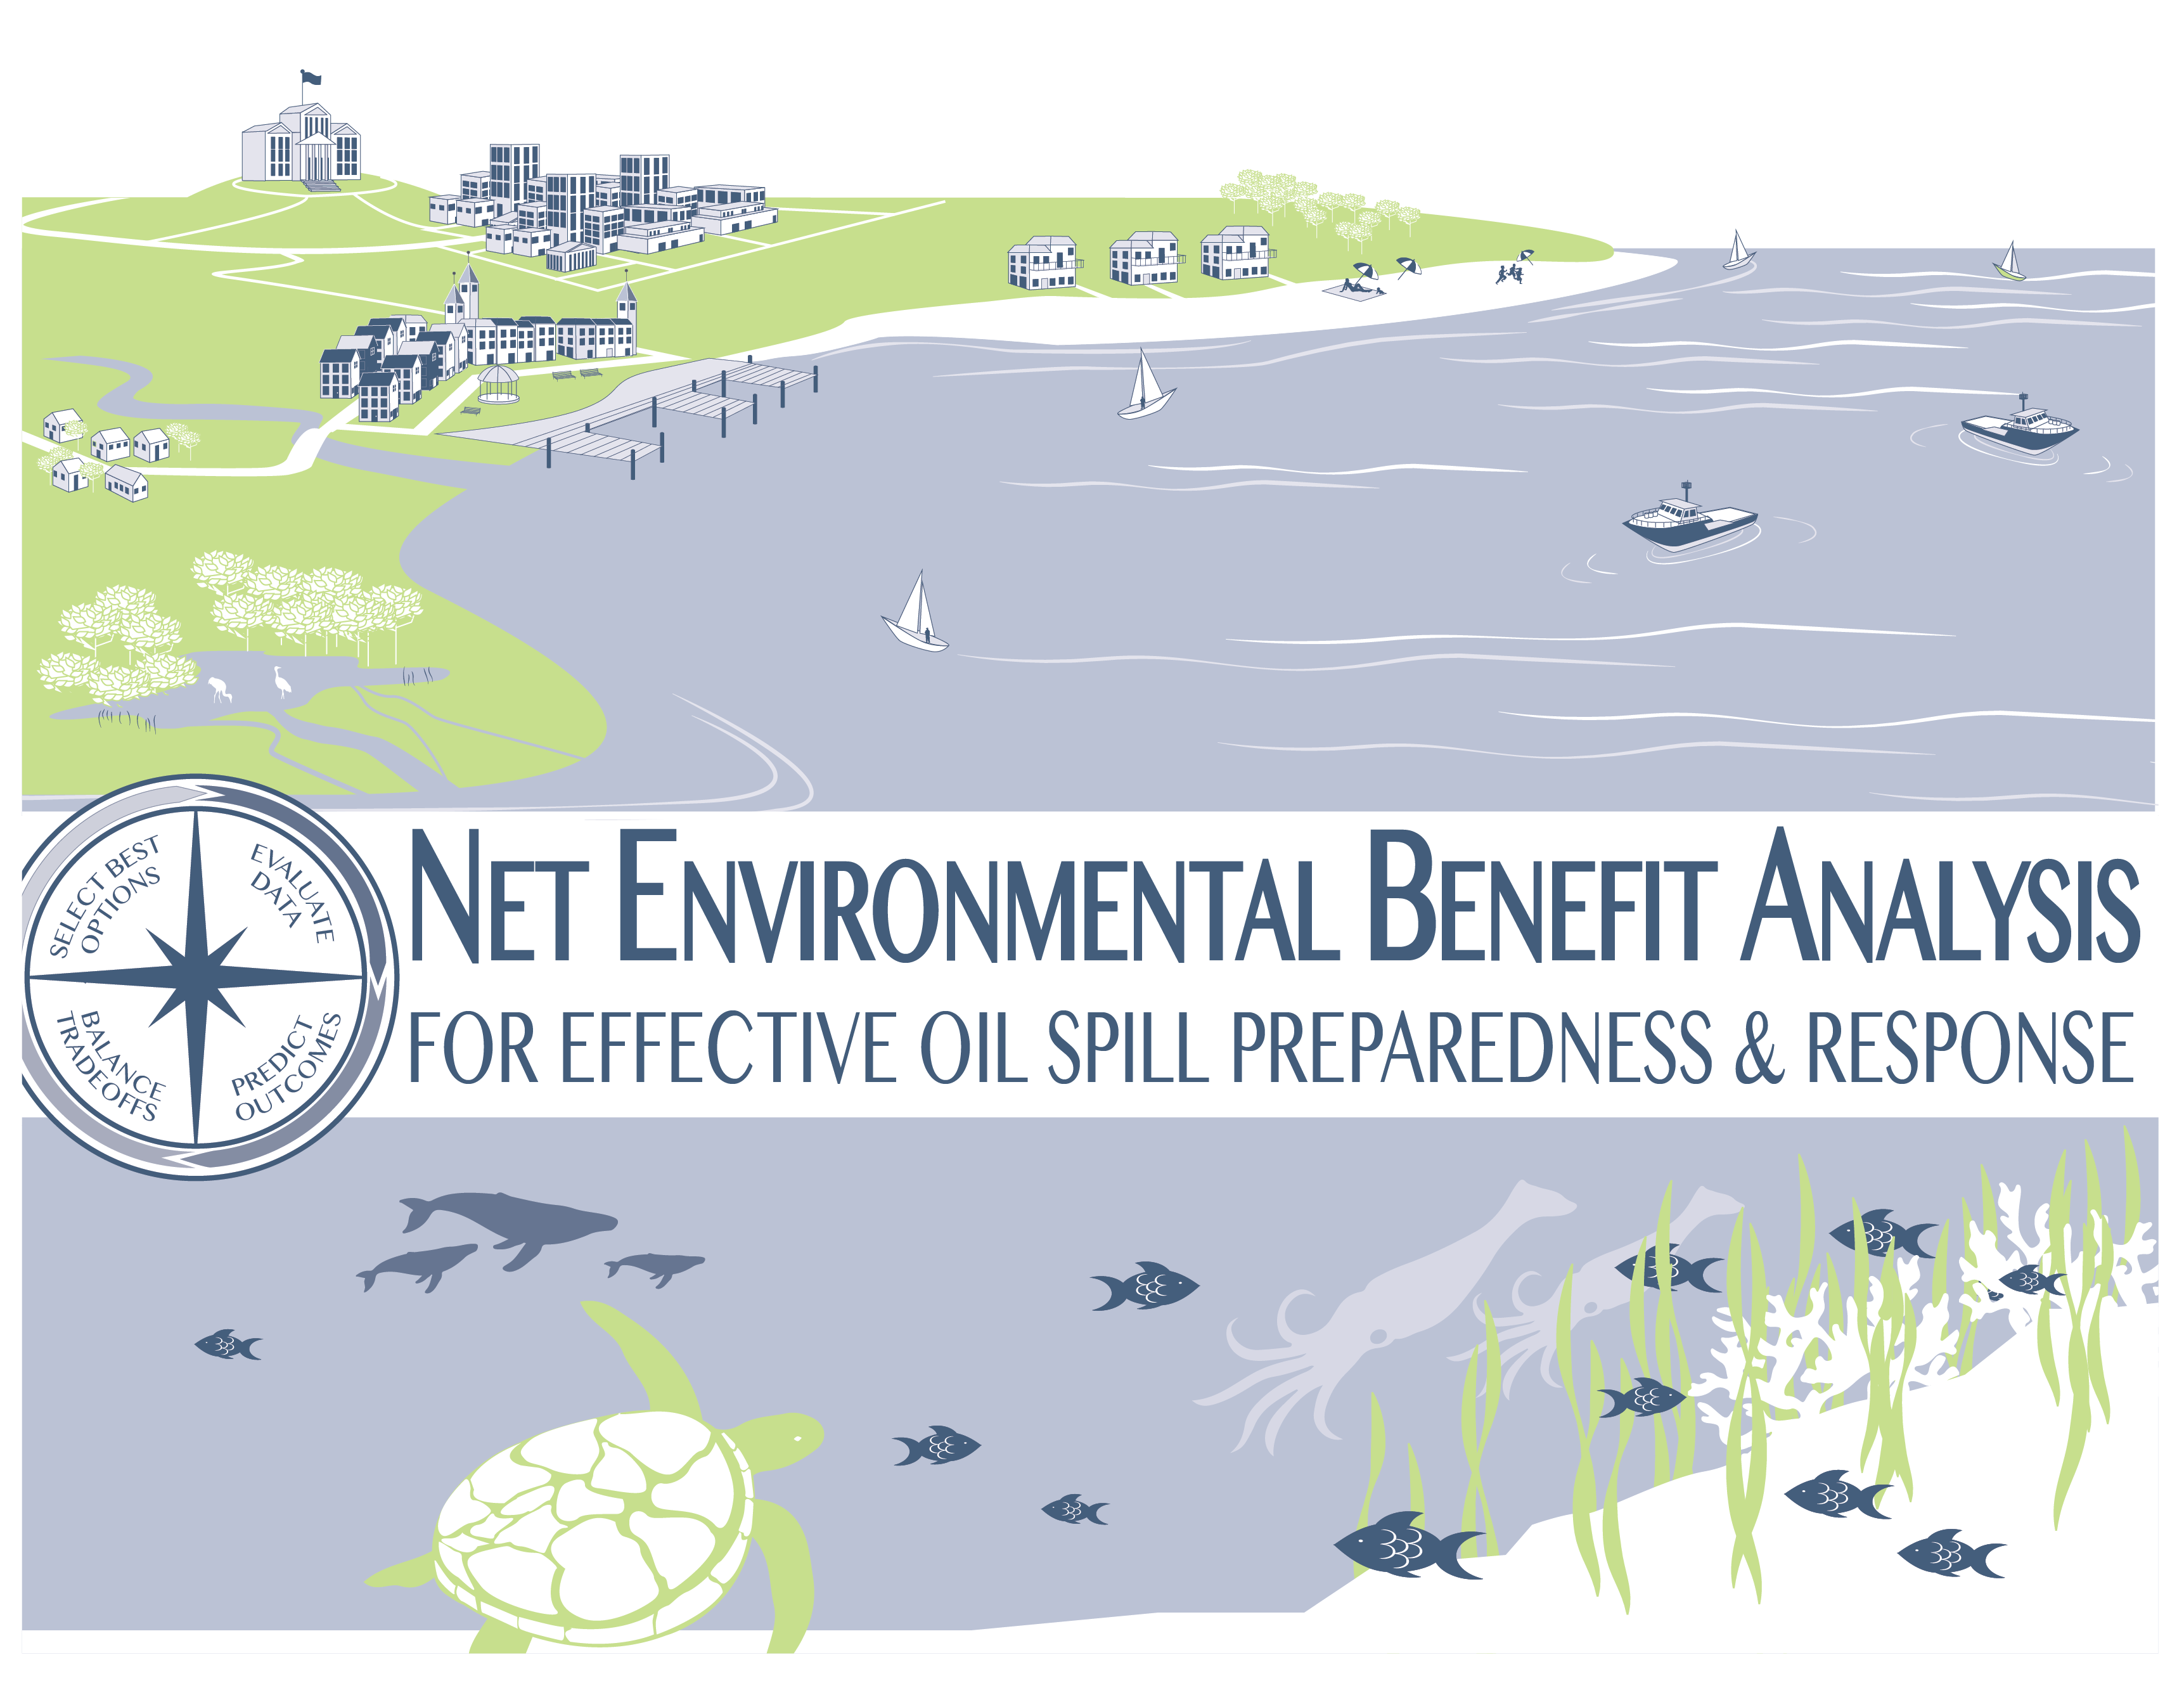 SELECT BEST
OPTIONS
EVALUATE
DATA
BALANCE
TRADEOFFS
PREDICT
OUTCOMES
NET ENVIRONMENTAL BENEFIT ANALYSIS
FOR EFFECTIVE OIL SPILL PREPAREDNESS & RESPONSE